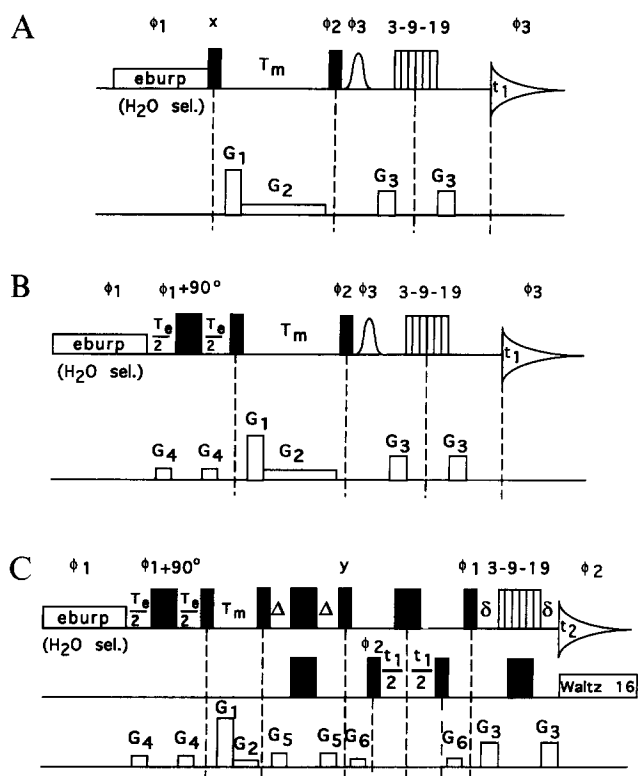 A
ϕ1 x ϕ2 ϕ3 3-9-19 ϕ3
eburp Tm t1
(H2O sel.)
G1 G2 G3 G3
B
ϕ1 ϕ1+90° ϕ2 ϕ3 3-9-19 ϕ3
eburp Te/2 Te/2 Tm t1
(H2O sel.)
G4 G4 G1 G2 G3 G3
C
ϕ1 ϕ1+90° y ϕ1 3-9-19 ϕ2
eburp Te/2 Te/2 Tm Δ Δ δ δ t2
(H2O sel.)
ϕ2 t1/2 t1/2 Waltz 16
G4 G4 G1 G2 G5 G5 G6 G6 G3 G3